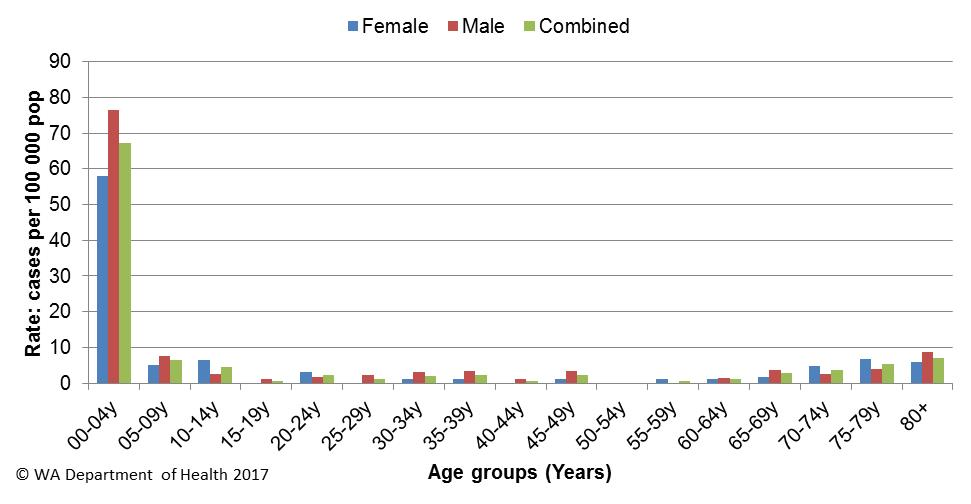 Female Male Combined
Rate: cases per 100 000 pop
90
80
70
60
50
40
30
20
10
0
00-04y 05-09y 10-14y 15-19y 20-24y 25-29y 30-34y 35-39y 40-44y 45-49y 50-54y 55-59y 60-64y 65-69y 70-74y 75-79y 80+
Age groups (Years)
© WA Department of Health 2017